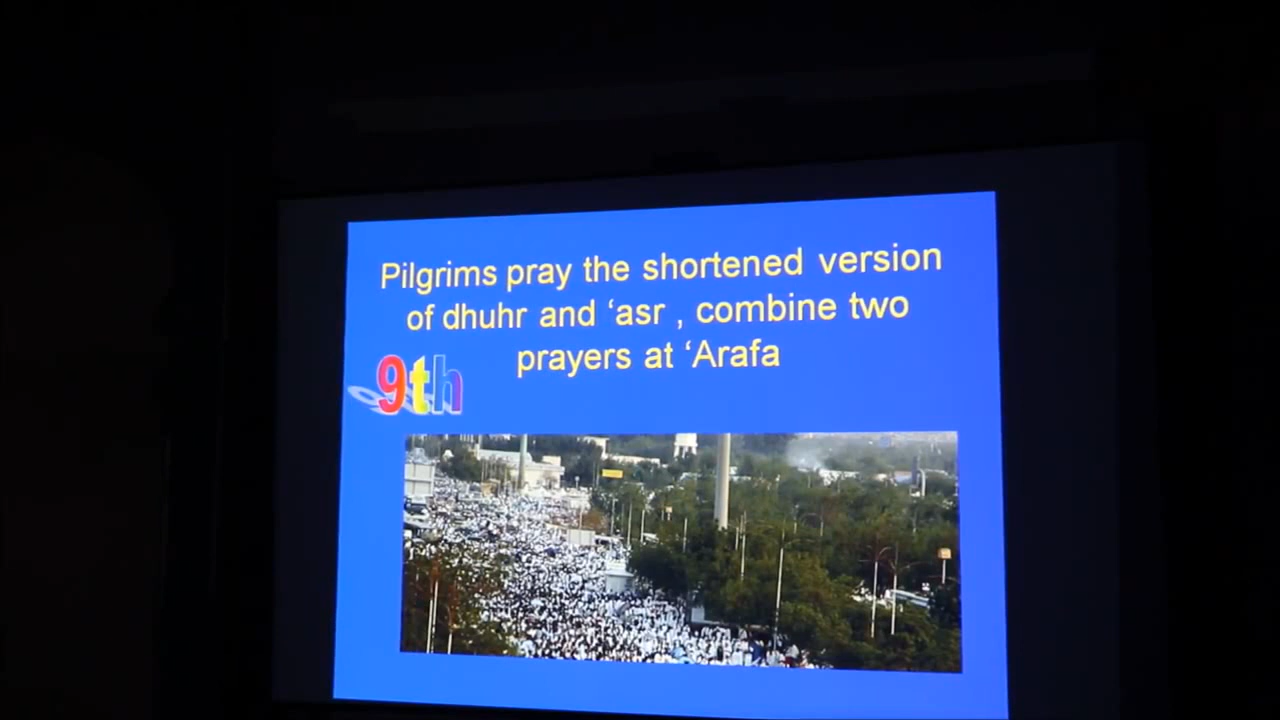 Pilgrims pray the shortened version
of dhuhr and ‘asr , combine two
prayers at ‘Arafa
9th